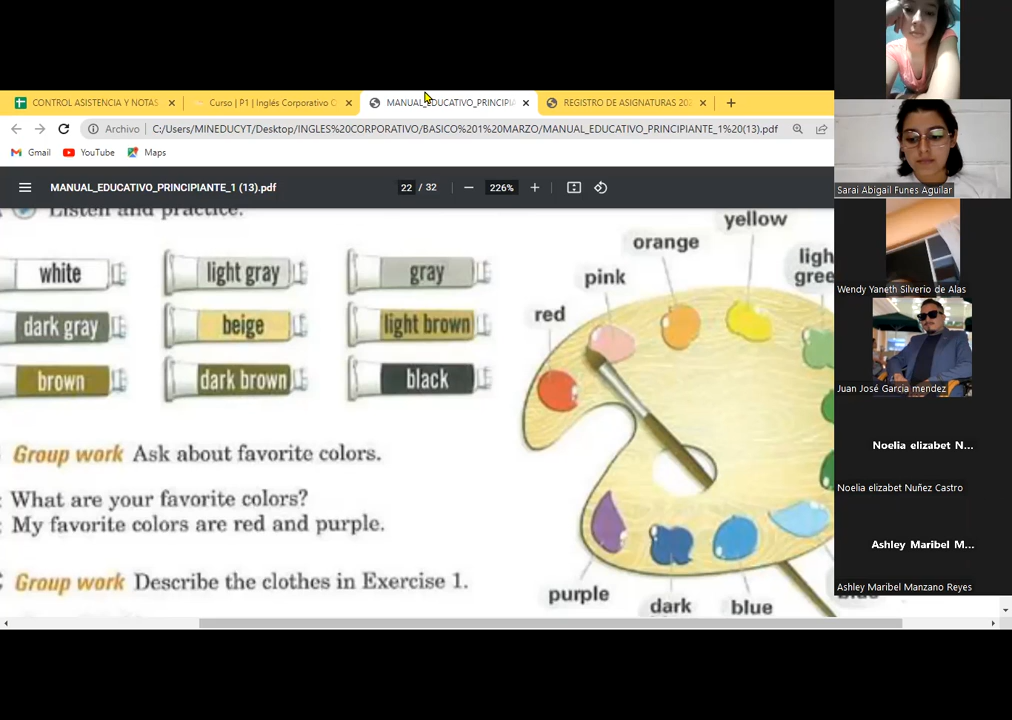 CONTROL ASISTENCIA Y NOTAS
Curso | P1 | Inglés Corporativo C
MANUAL_EDUCATIVO_PRINCIPIA
REGISTRO DE ASIGNATURAS 202
Archivo
C:/Users/MINEDUCYT/Desktop/INGLES%20CORPORATIVO/BASICO%201%20MARZO/MANUAL_EDUCATIVO_PRINCIPIANTE_1%20(13).pdf
Gmail YouTube Maps
MANUAL_EDUCATIVO_PRINCIPIANTE_1 (13).pdf
22 / 32
226%
Listen and practice.
white light gray gray
dark gray beige light brown
brown dark brown black
yellow
orange
pink
red
ligh
gree
purple
dark
blue
Group work Ask about favorite colors.
What are your favorite colors?
My favorite colors are red and purple.
Group work Describe the clothes in Exercise 1.
Sarai Abigail Funes Aguilar
Wendy Yaneth Silverio de Alas
Juan José Garcia mendez
Noelia elizabet N...
Noelia elizabet Nuñez Castro
Ashley Maribel M...
Ashley Maribel Manzano Reyes